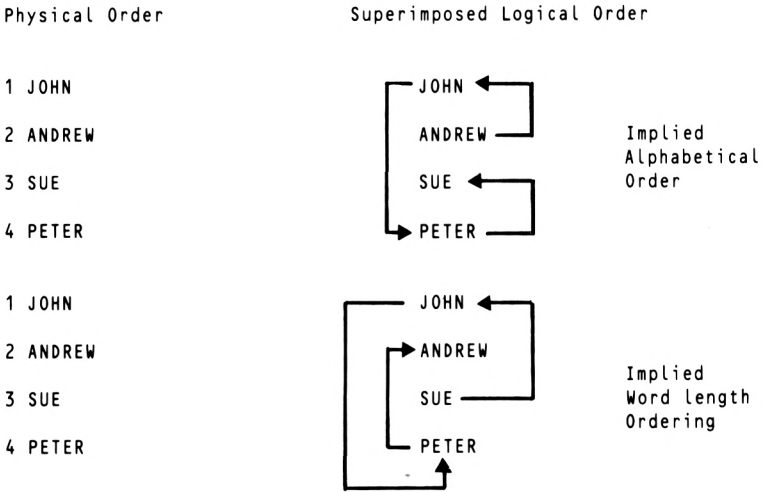 Physical Order Superimposed Logical Order
1 JOHN JOHN
2 ANDREW ANDREW Implied
Alphabetical
3 SUE SUE Order
4 PETER PETER
1 JOHN JOHN
2 ANDREW ANDREW
Implied
3 SUE SUE Word length
Ordering
4 PETER PETER